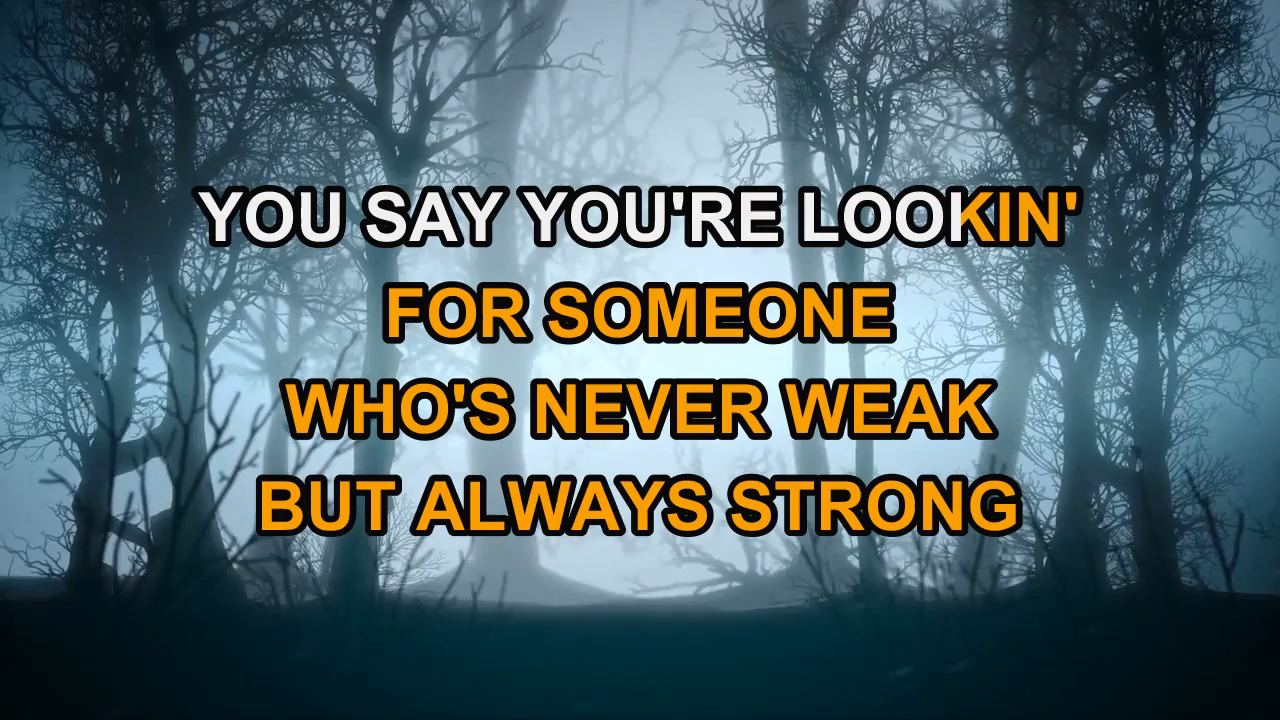 YOU SAY YOU'RE LOOKIN'
FOR SOMEONE
WHO'S NEVER WEAK
BUT ALWAYS STRONG